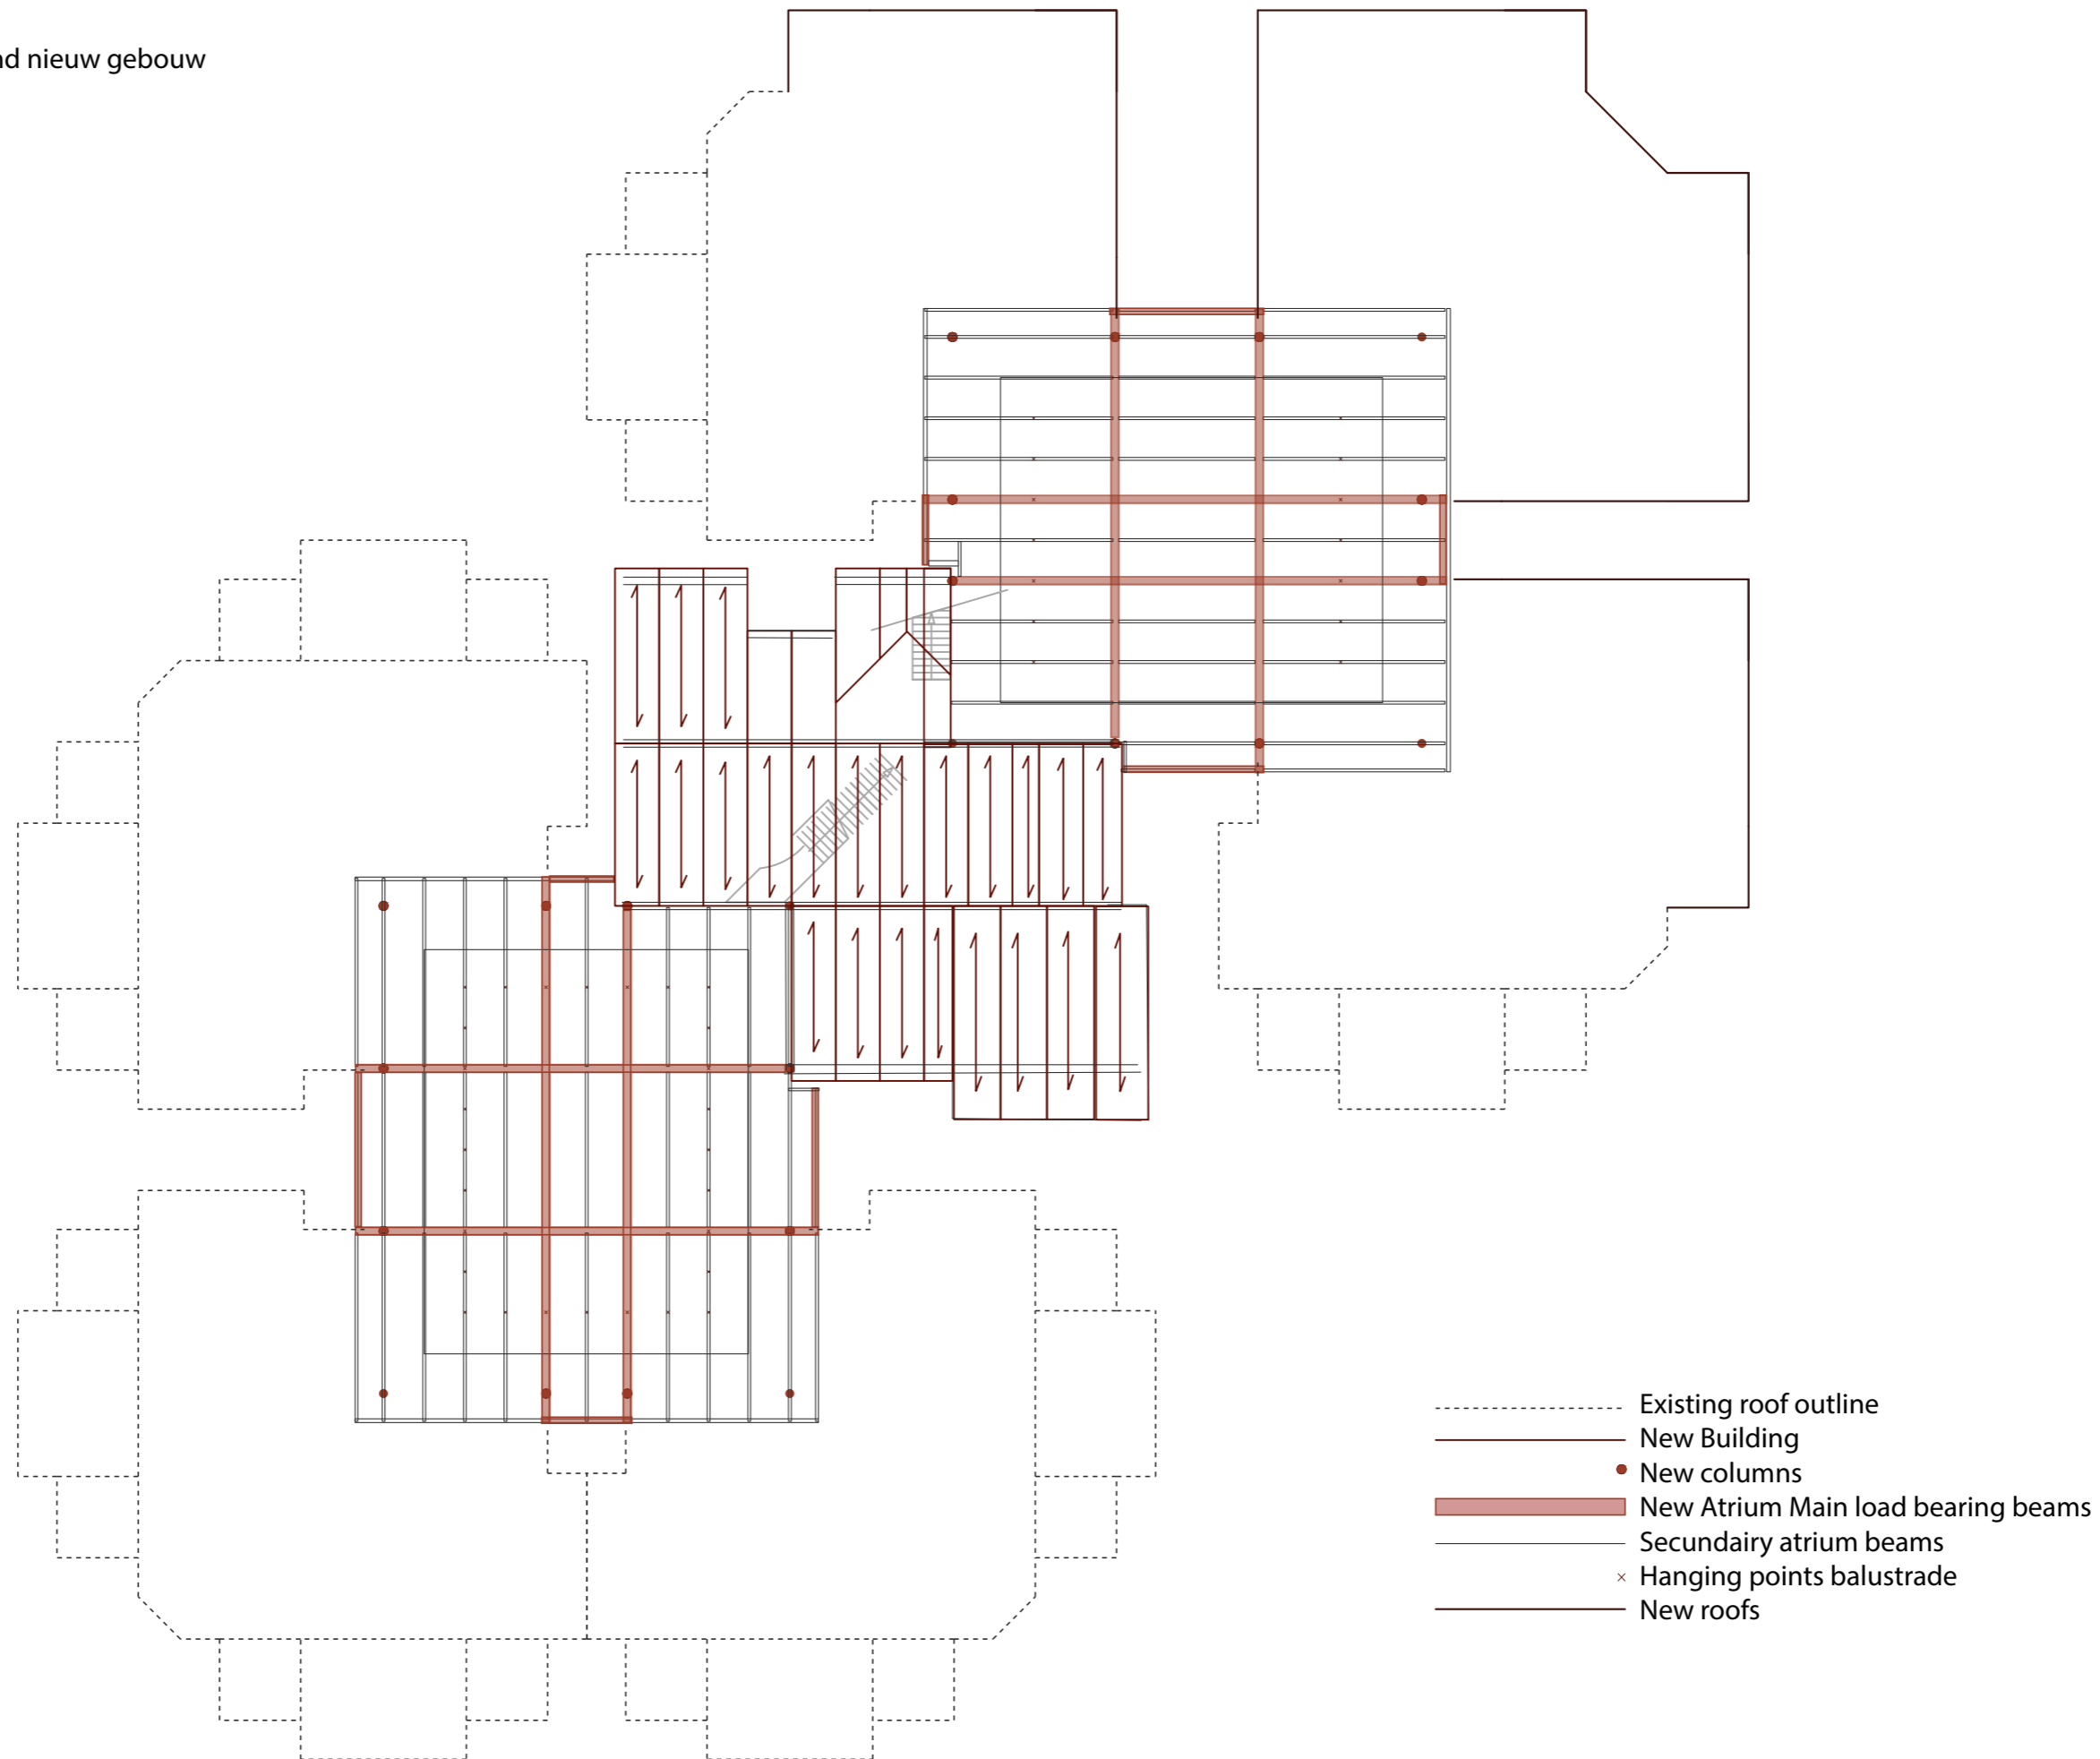 nd nieuw gebouw
Existing roof outline
New Building
New columns
New Atrium Main load bearing beams
Secundairy atrium beams
Hanging points balustrade
New roofs